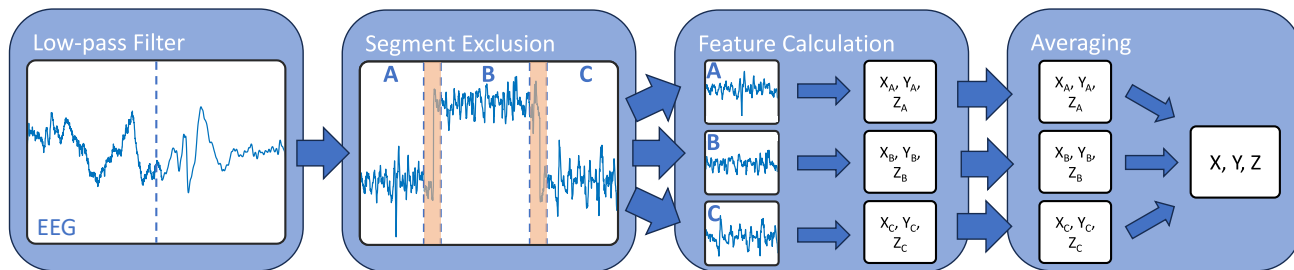 Low-pass Filter
EEG
Segment Exclusion
A
B
C
Feature Calculation
A
X_A, Y_A,
Z_A
B
X_B, Y_B,
Z_B
C
X_C, Y_C,
Z_C
Averaging
X_A, Y_A,
Z_A
X_B, Y_B,
Z_B
X_C, Y_C,
Z_C
X, Y, Z